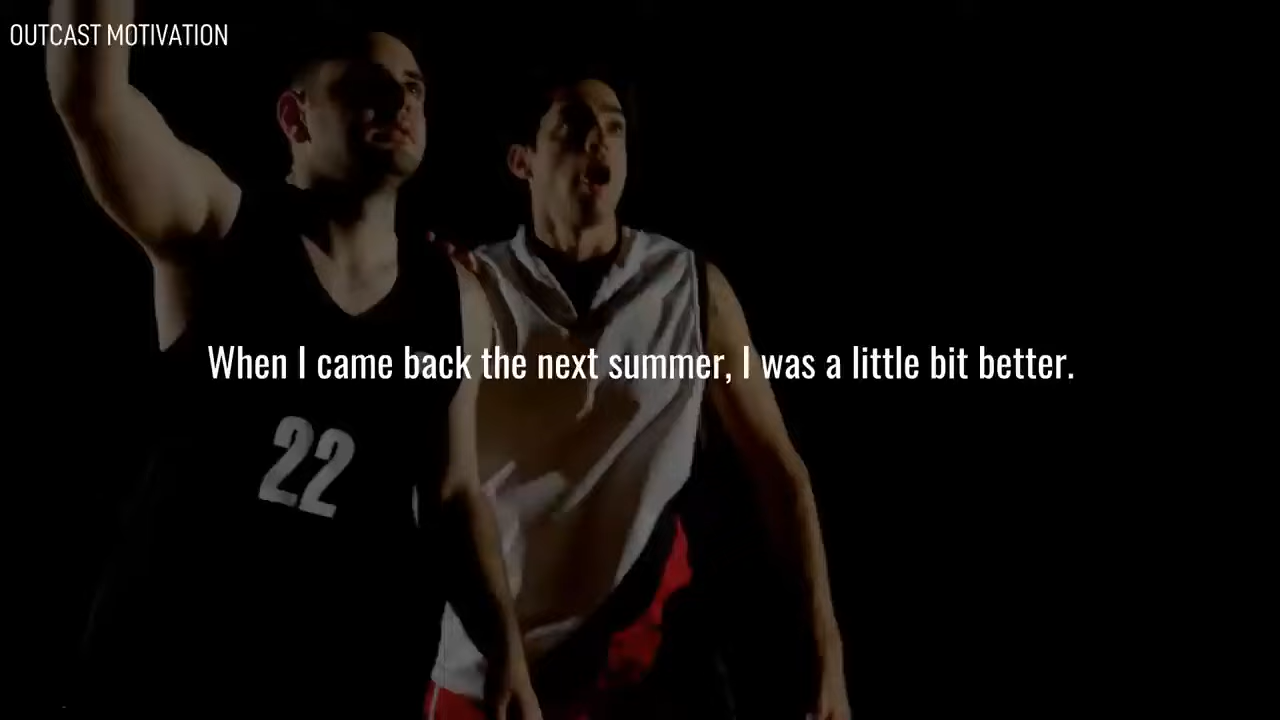 OUTCAST MOTIVATION
When I came back the next summer, I was a little bit better.
22